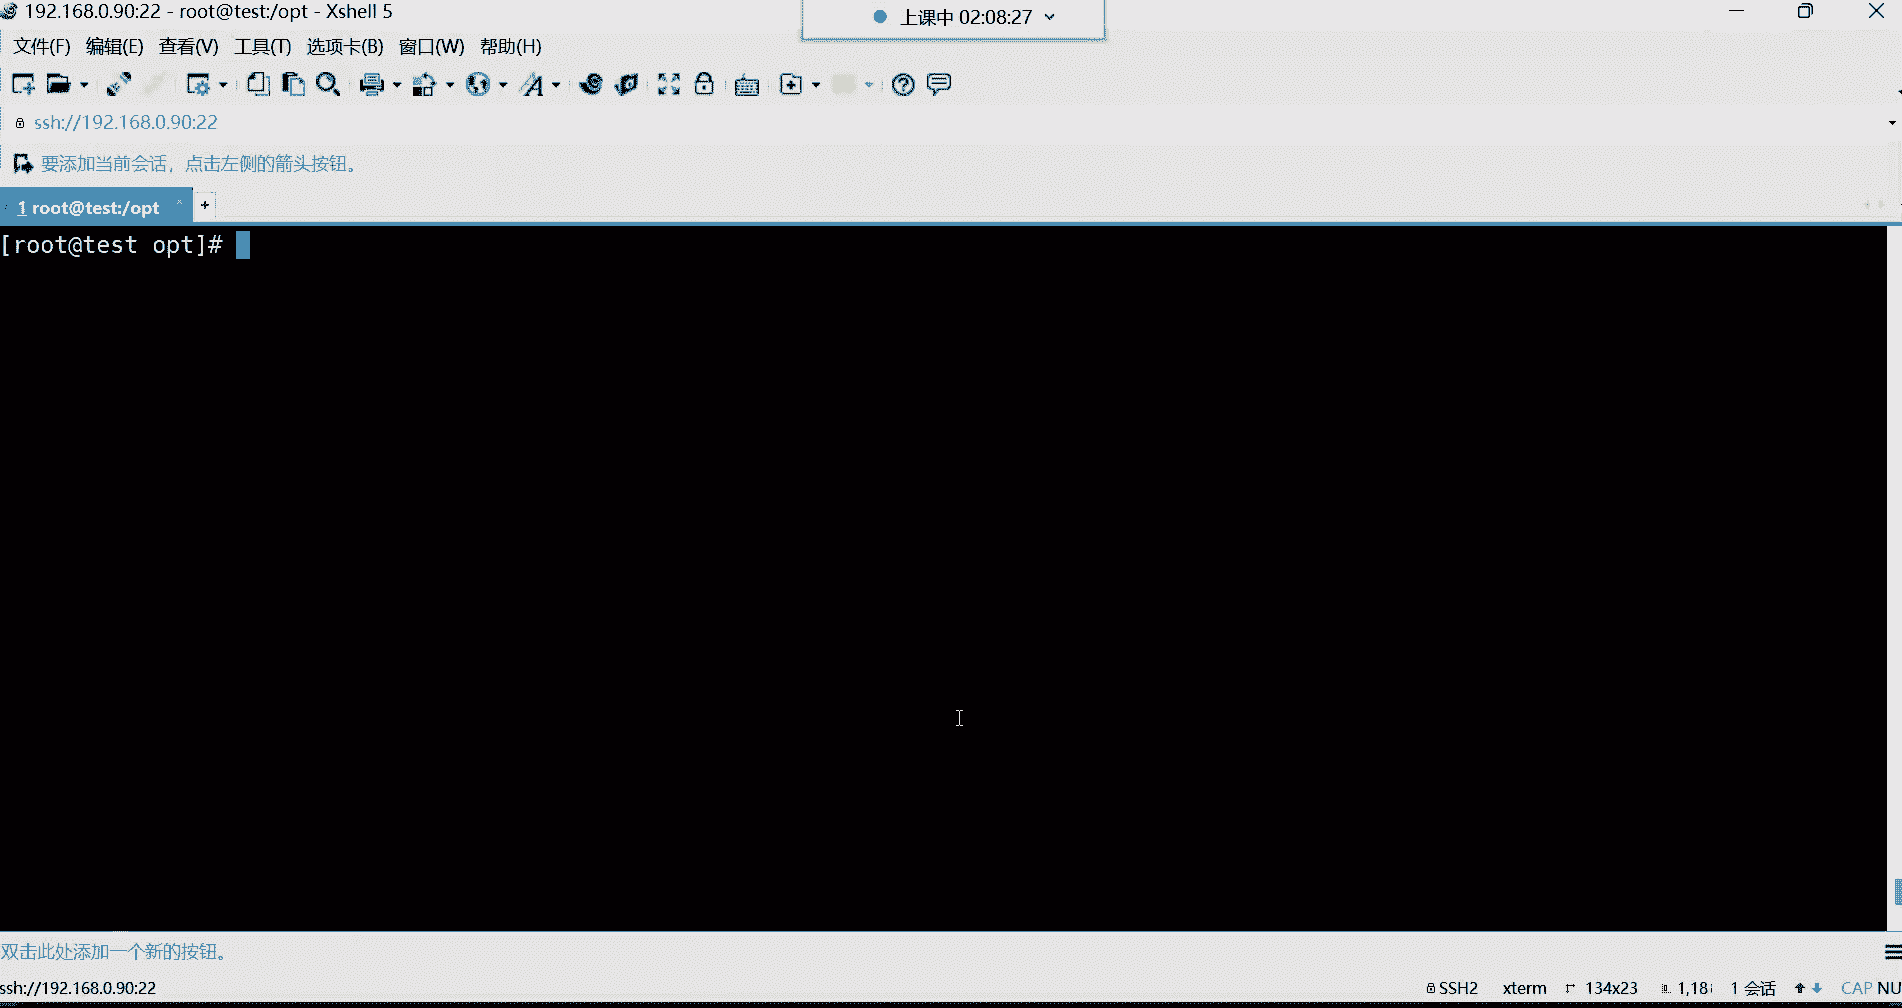 192.168.0.90:22 - root@test:/opt - Xshell 5
上课中 02:08:27
文件(F) 编辑(E) 查看(V) 工具(T) 选项卡(B) 窗口(W) 帮助(H)
ssh://192.168.0.90:22
要添加当前会话，点击左侧的箭头按钮。
1 root@test:/opt
[root@test opt]#
双击此处添加一个新的按钮。
ssh://192.168.0.90:22 SSH2 xterm 134x23 1,18 1 会话 CAP NU